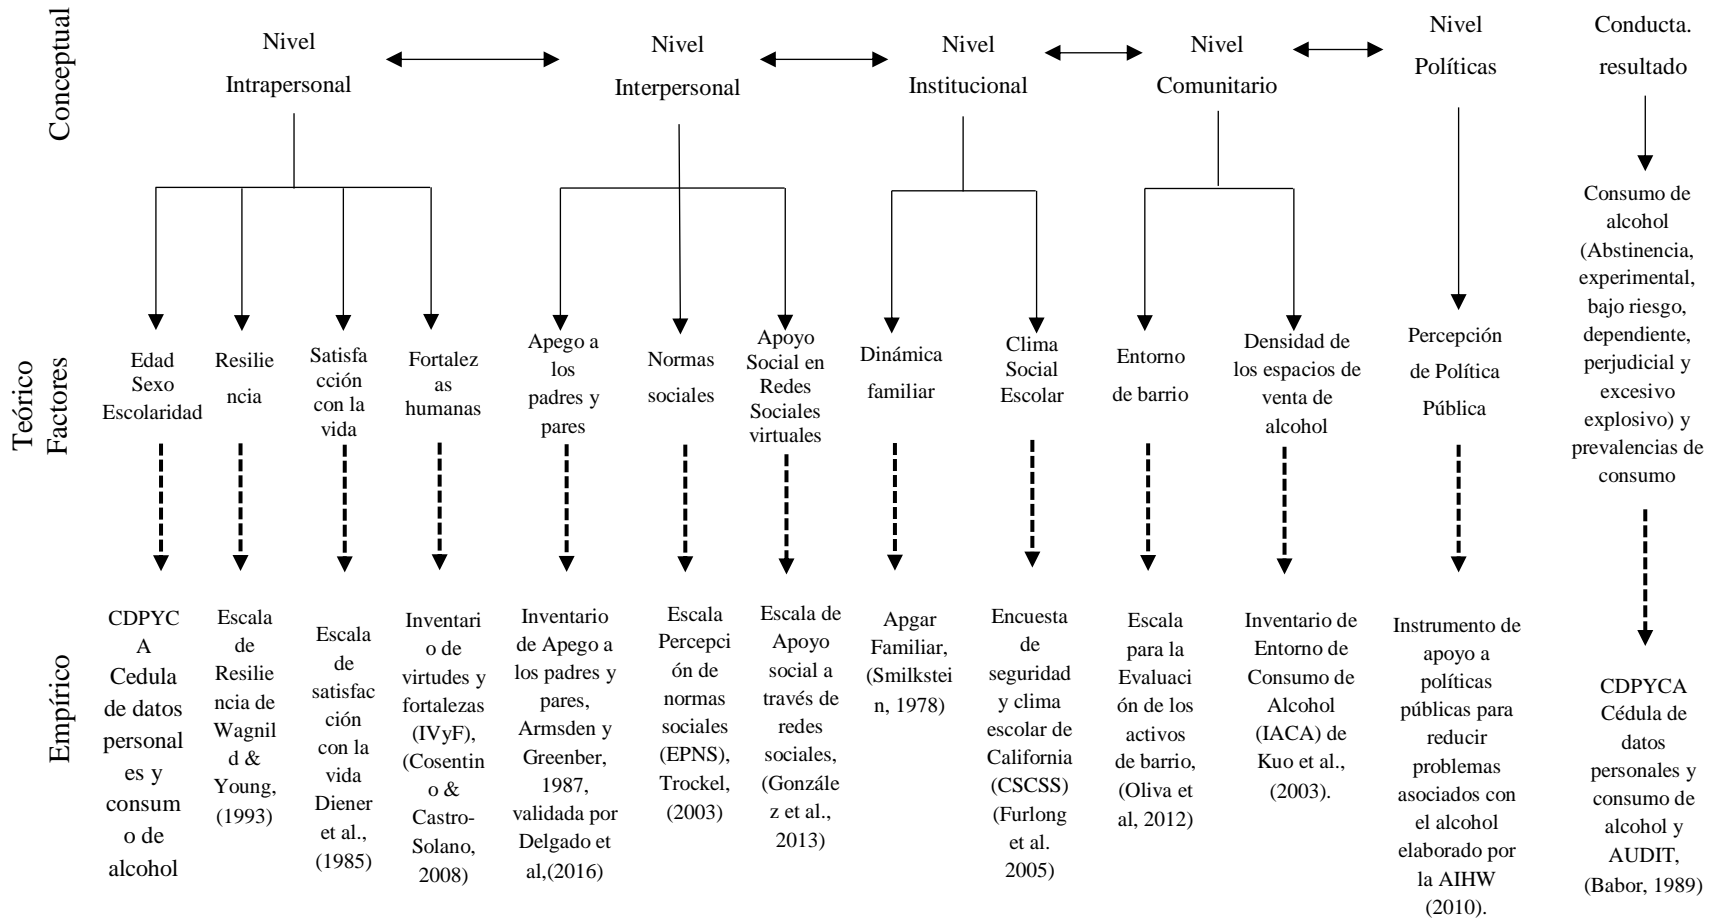 Conceptual
Nivel
Intrapersonal
Nivel
Interpersonal
Nivel
Institucional
Nivel
Comunitario
Nivel
Políticas
Conducta.
resultado
Teórico
Factores
Edad
Sexo
Escolaridad
Resilie
ncia
Satisfa
cción
con la
vida
Fortalez
as
humanas
Apego a
los
padres y
pares
Normas
sociales
Apoyo
Social en
Redes
Sociales
virtuales
Dinámica
familiar
Clima
Social
Escolar
Entorno
de barrio
Densidad de
los espacios de
venta de
alcohol
Percepción
de Política
Pública
Consumo de
alcohol
(Abstinencia,
experimental,
bajo riesgo,
dependiente,
perjudicial y
excesivo
explosivo) y
prevalencias de
consumo
Empírico
CDPYC
A
Cedula
de datos
personal
es y
consum
o de
alcohol
Escala
de
Resilie
ncia de
Wagnil
d &
Young,
(1993)
Escala
de
satisfac
ción
con la
vida
Diener
et al.,
(1985)
Inventari
o de
virtudes y
fortalezas
(IVyF),
(Cosentin
o &
Castro-
Solano,
2008)
Inventario
de Apego a
los padres y
pares,
Armsden y
Greenber,
1987,
validada por
Delgado et
al,(2016)
Escala
Percepci
ón de
normas
sociales
(EPNS),
Trockel,
(2003)
Escala de
Apoyo
social a
través de
redes
sociales,
(Gonzále
z et al.,
2013)
Apgar
Familiar,
(Smilkstei
n, 1978)
Encuesta
de
seguridad
y clima
escolar de
California
(CSCSS)
(Furlong
et al.
2005)
Escala
para la
Evaluaci
ón de los
activos
de barrio,
(Oliva et
al, 2012)
Inventario de
Entorno de
Consumo de
Alcohol
(IACA) de
Kuo et al.,
(2003).
Instrumento de
apoyo a
políticas
públicas para
reducir
problemas
asociados con
el alcohol
elaborado por
la AIHW
(2010).
CDPYCA
Cédula de
datos
personales y
consumo de
alcohol y
AUDIT,
(Babor, 1989)